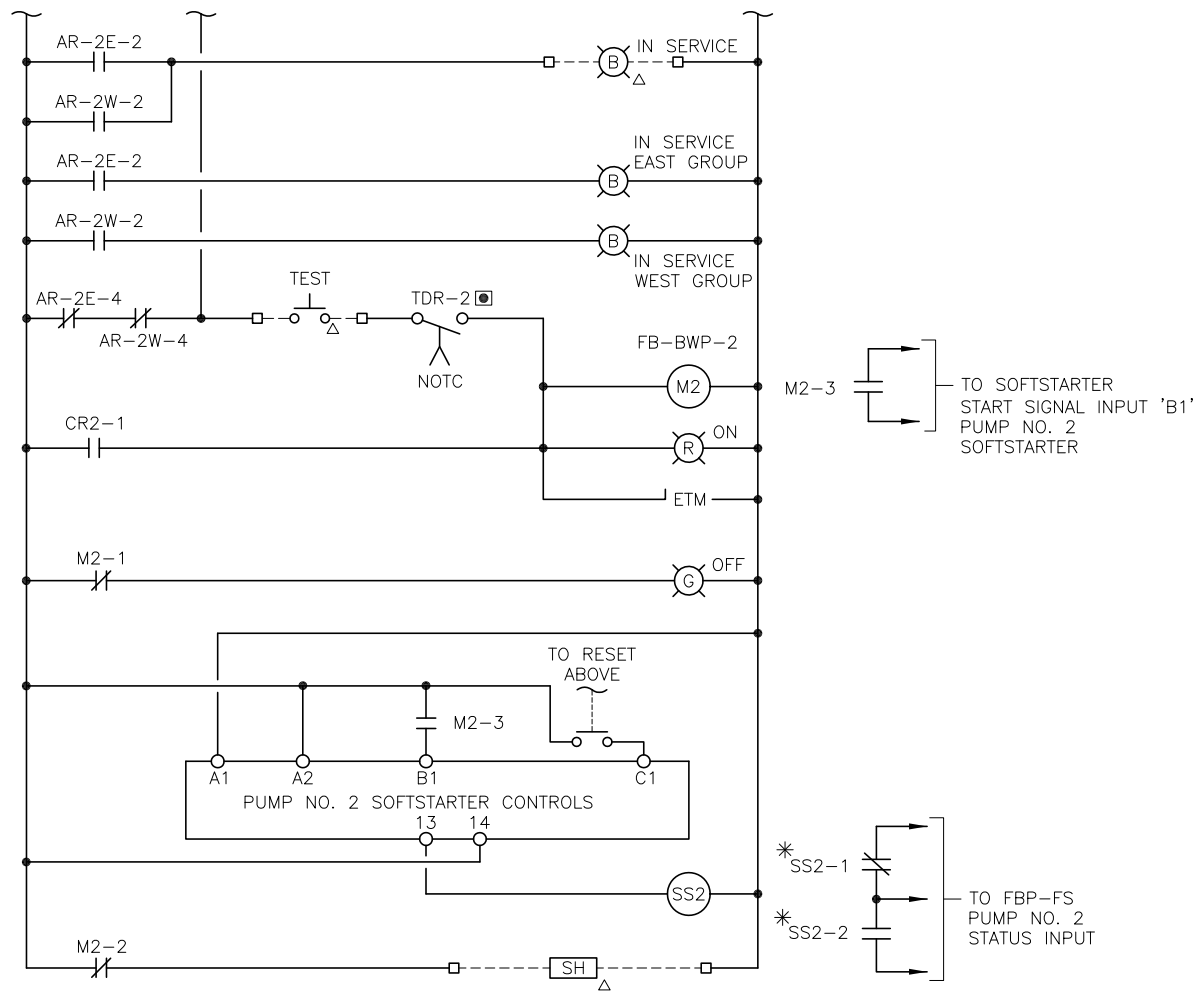 AR-2E-2
IN SERVICE
B
AR-2W-2
IN SERVICE
EAST GROUP
AR-2E-2
B
AR-2W-2
B
IN SERVICE
WEST GROUP
TEST
AR-2E-4
TDR-2
AR-2W-4
NOTC
FB-BWP-2
M2
M2-3
TO SOFTSTARTER
START SIGNAL INPUT 'B1'
PUMP NO. 2
SOFTSTARTER
CR2-1
ON
R
ETM
M2-1
OFF
G
TO RESET
ABOVE
M2-3
A1
A2
B1
C1
PUMP NO. 2 SOFTSTARTER CONTROLS
13
14
SS2
*SS2-1
*SS2-2
TO FBP-FS
PUMP NO. 2
STATUS INPUT
M2-2
SH